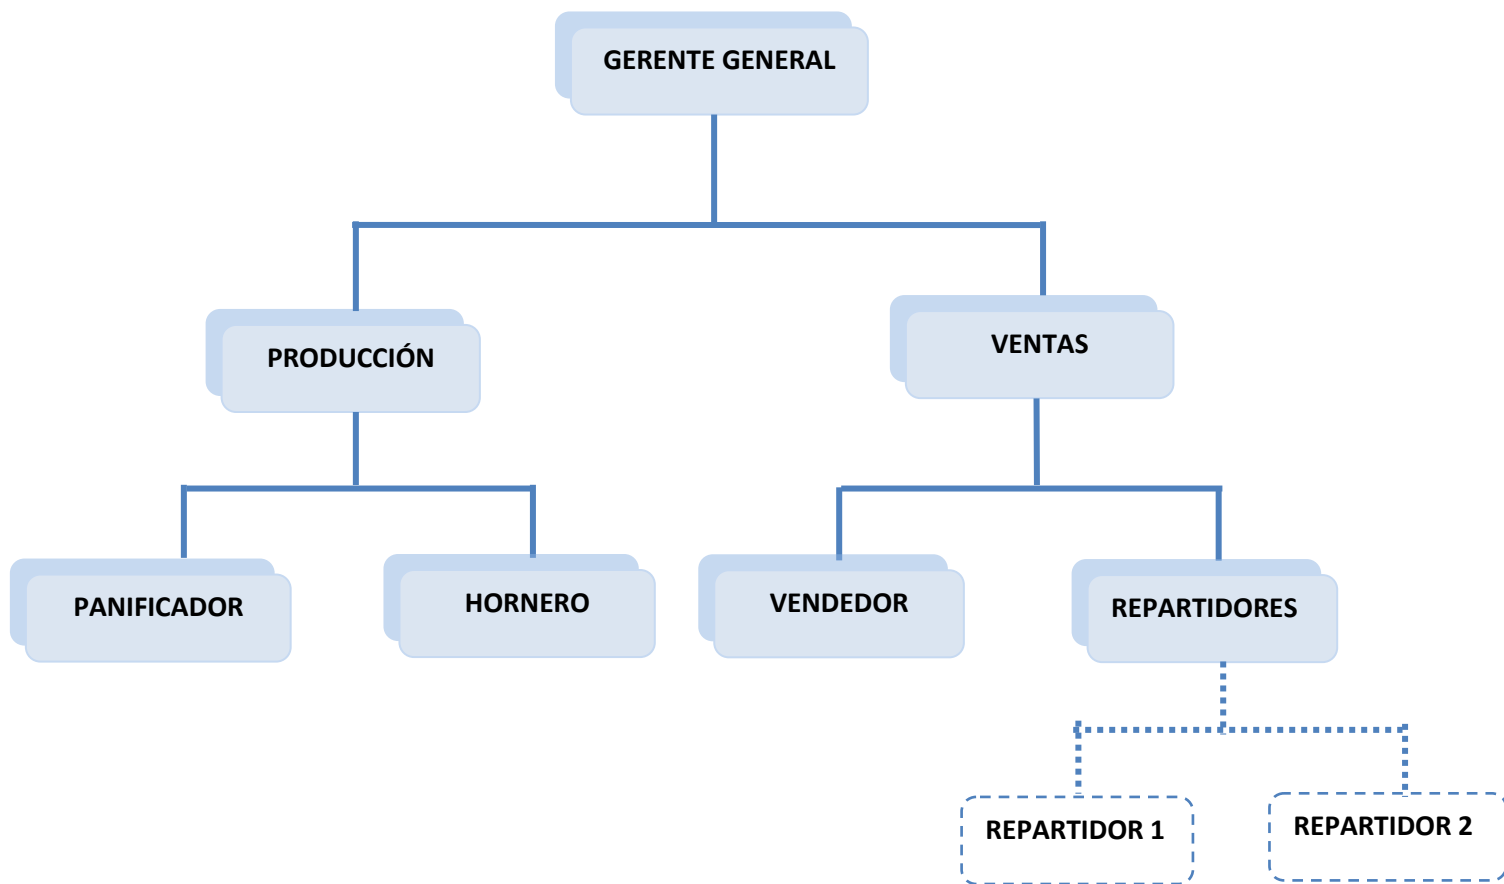 GERENTE GENERAL
PRODUCCIÓN
VENTAS
PANIFICADOR
HORNERO
VENDEDOR
REPARTIDORES
REPARTIDOR 1
REPARTIDOR 2